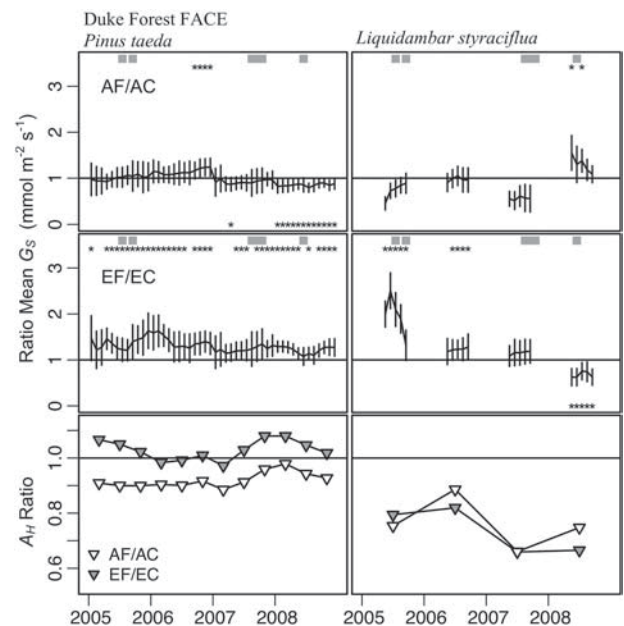 Duke Forest FACE
Pinus taeda
Liquidambar styraciflua
AF/AC
****
* *
3
2
1
0
* ************
EF/EC
* ******************** **** *** *********** * ****
***** ****
3
2
1
0
*****
Ratio Mean GS (mmol m-2 s-1)
1.0
0.8
0.6
AH Ratio
AF/AC
EF/EC
2005 2006 2007 2008
2005 2006 2007 2008